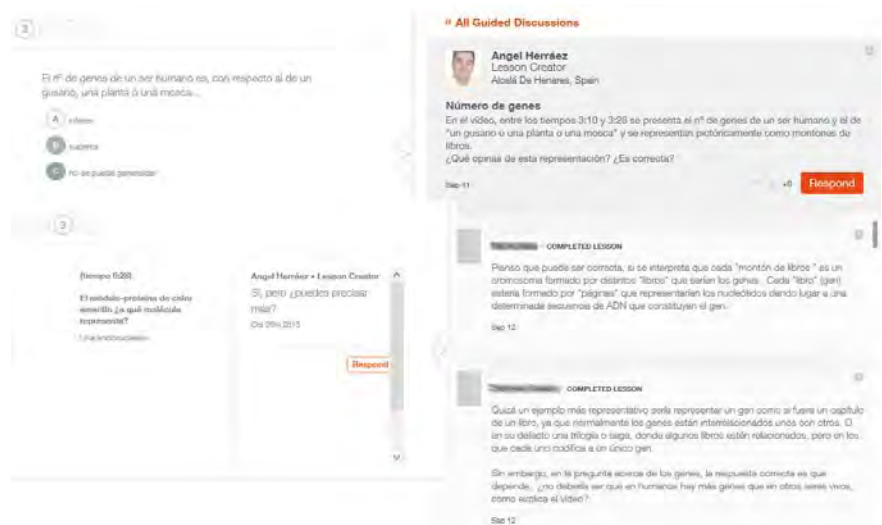 3
El nº de genes de un ser humano es, con respecto al de un
gusano, una planta o una mosca...
A inferior
B superior
C no se puede generalizar
3
(tiempo 5:28)
El módulo-proteína de color
amarillo ¿a qué molécula
representa?
Angel Herráez • Lesson Creator
Sí, pero ¿puedes precisar
más?
2015
Respond
« All Guided Discussions
Angel Herráez
Lesson Creator
Alcalá De Henares, Spain
Número de genes
En el vídeo, entre los tiempos 3:10 y 3:28 se presenta el nº de genes de un ser humano y el de
"un gusano o una planta o una mosca" y se representan pictóricamente como montones de
libros.
¿Qué opinas de esta representación? ¿Es correcta?
Sep 11
+0 Respond
COMPLETED LESSON
Pienso que puede ser correcta, si se interpreta que cada "montón de libros " es un
cromosoma formado por distintos "libros" que serían los genes. Cada "libro" (gen)
estaría formado por "páginas" que representarían los nucleótidos dando lugar a una
determinada secuencia de ADN que constituyen el gen.
Sep 12
COMPLETED LESSON
Quizá un ejemplo más representativo sería representar un gen como si fuera un capítulo
de un libro, ya que normalmente los genes están interrelacionados unos con otros. O
en su defecto una trilogía o saga, donde algunos libros están relacionados, pero en los
que cada uno codifica a un único gen.
Sin embargo, en la pregunta acerca de los genes, la respuesta correcta es que
depende, ¿no debería ser que en humanos hay más genes que en otros seres vivos,
como explica el vídeo?
Sep 12